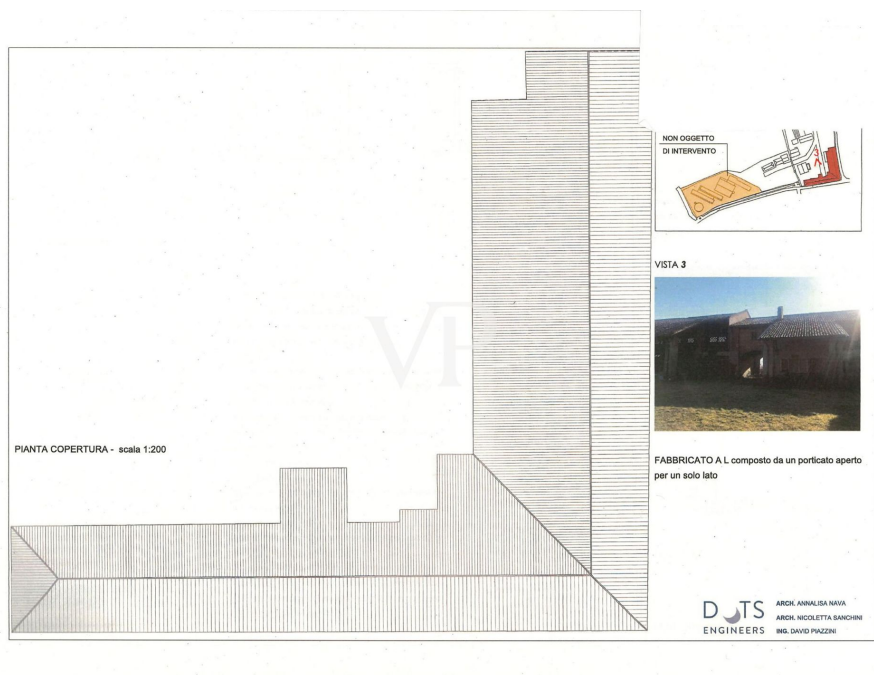 NON OGGETTO
DI INTERVENTO
VISTA 3
VP
PIANTA COPERTURA - scala 1:200
FABBRICATO A L composto da un porticato aperto
per un solo lato
DOTS
ENGINEERS
ARCH. ANNALISA NAVA
ARCH. NICOLETTA SANCHINI
ING. DAVID PIAZZINI